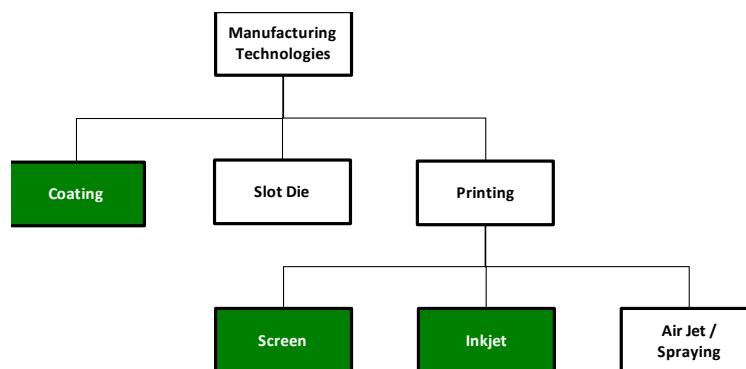 Manufacturing
Technologies
Coating
Slot Die
Printing
Screen
Inkjet
Air Jet /
Spraying